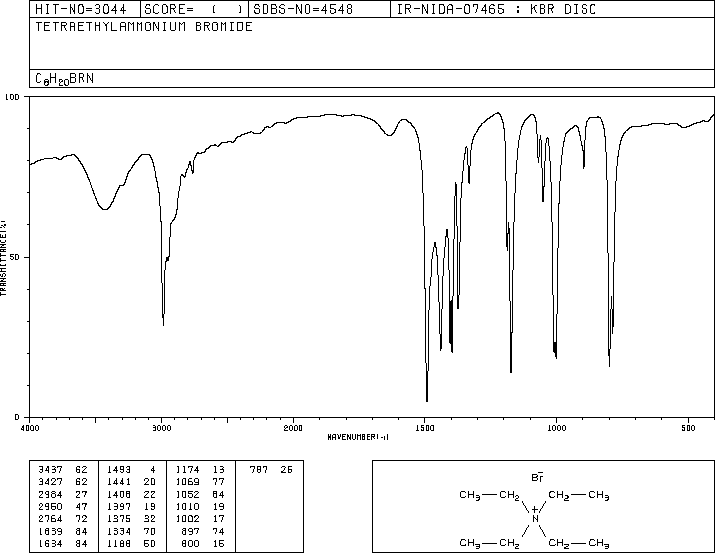 HIT-NO=3044 SCORE= ( ) SDBS-NO=4548 IR-NIDA-07465 : KBR DISC
TETRAETHYLAMMONIUM BROMIDE
C8H20BRN
100
50
0
TRANSMITTANCE(%)
4000 3000 2000 1500 1000 500
WAVENUMBER(-1)
3437 62 1493 4 1174 13 787 25
3427 62 1441 20 1069 77
2984 27 1408 22 1052 64
2950 47 1397 19 1010 19
2764 72 1375 32 1002 17
1639 84 1334 70 897 74
1634 84 1188 50 800 15
Br−
CH3—CH2 CH2—CH3
+
N
CH3—CH2 CH2—CH3